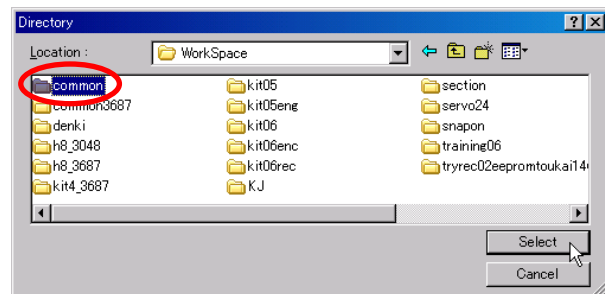 Directory
Location :
WorkSpace
common
common3687
denki
h8_3048
h8_3687
kit4_3687
kit05
kit05eng
kit06
kit06enc
kit06rec
KJ
section
servo24
snapon
training06
tryrec02eepromtoukai14
Select
Cancel